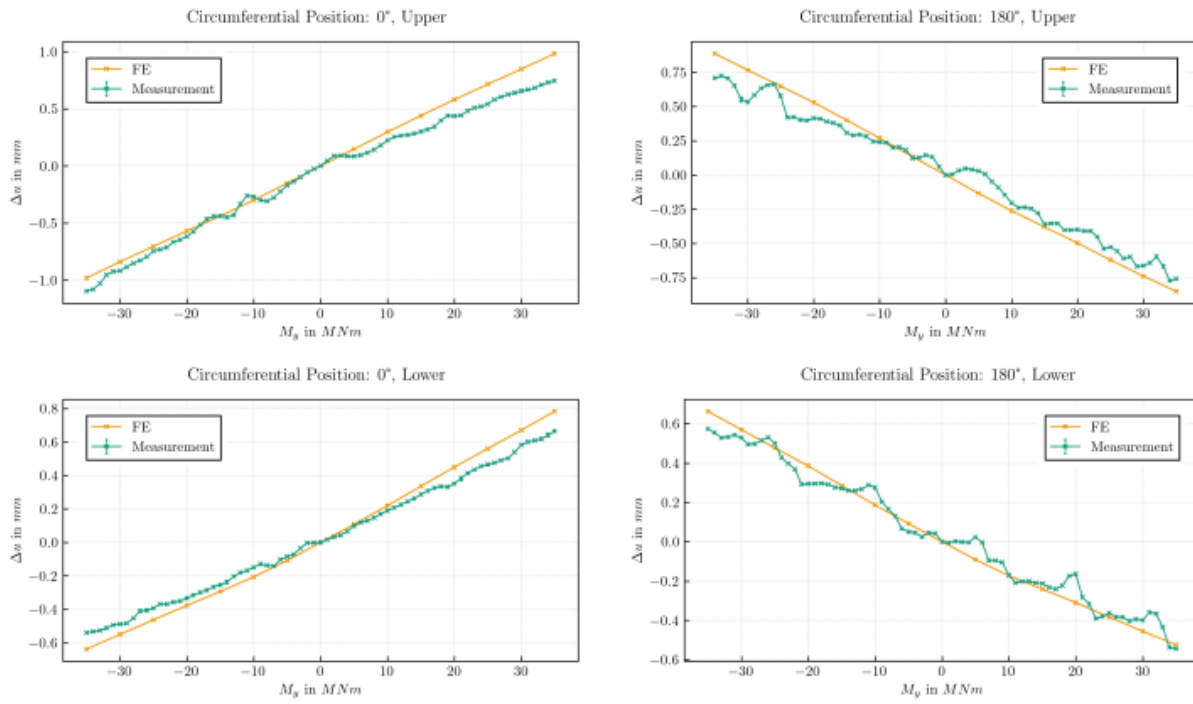 Circumferential Position: 0°, Upper
1.0
0.5
0.0
−0.5
−1.0
Δu in mm
FE
Measurement
−30 −20 −10 0 10 20 30
M_y in MNm
Circumferential Position: 180°, Upper
0.75
0.50
0.25
0.00
−0.25
−0.50
−0.75
Δu in mm
FE
Measurement
−30 −20 −10 0 10 20 30
M_y in MNm
Circumferential Position: 0°, Lower
0.8
0.6
0.4
0.2
0.0
−0.2
−0.4
−0.6
Δu in mm
FE
Measurement
−30 −20 −10 0 10 20 30
M_y in MNm
Circumferential Position: 180°, Lower
0.6
0.4
0.2
0.0
−0.2
−0.4
−0.6
Δu in mm
FE
Measurement
−30 −20 −10 0 10 20 30
M_y in MNm